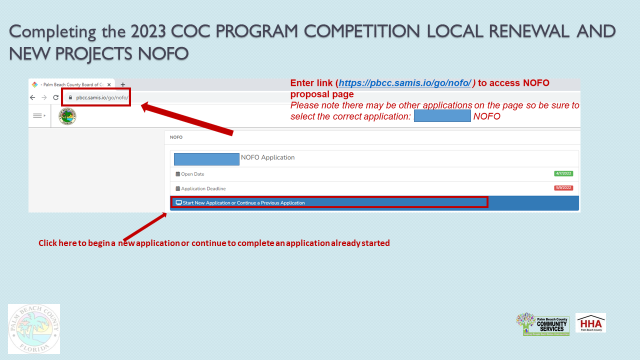 Completing the 2023 COC PROGRAM COMPETITION LOCAL RENEWAL AND
NEW PROJECTS NOFO
Enter link (https://pbcc.samis.io/go/nofo/ ) to access NOFO
proposal page
Please note there may be other applications on the page so be sure to
select the correct application: NOFO
Palm Beach County Board of C
pbcc.samis.io/go/nofo/
NOFO
NOFO Application
Open Date
Application Deadline
Start New Application or Continue a Previous Application
Click here to begin a new application or continue to complete an application already started
PALM BEACH COUNTY
FLORIDA
Palm Beach County
COMMUNITY
SERVICES
HHA